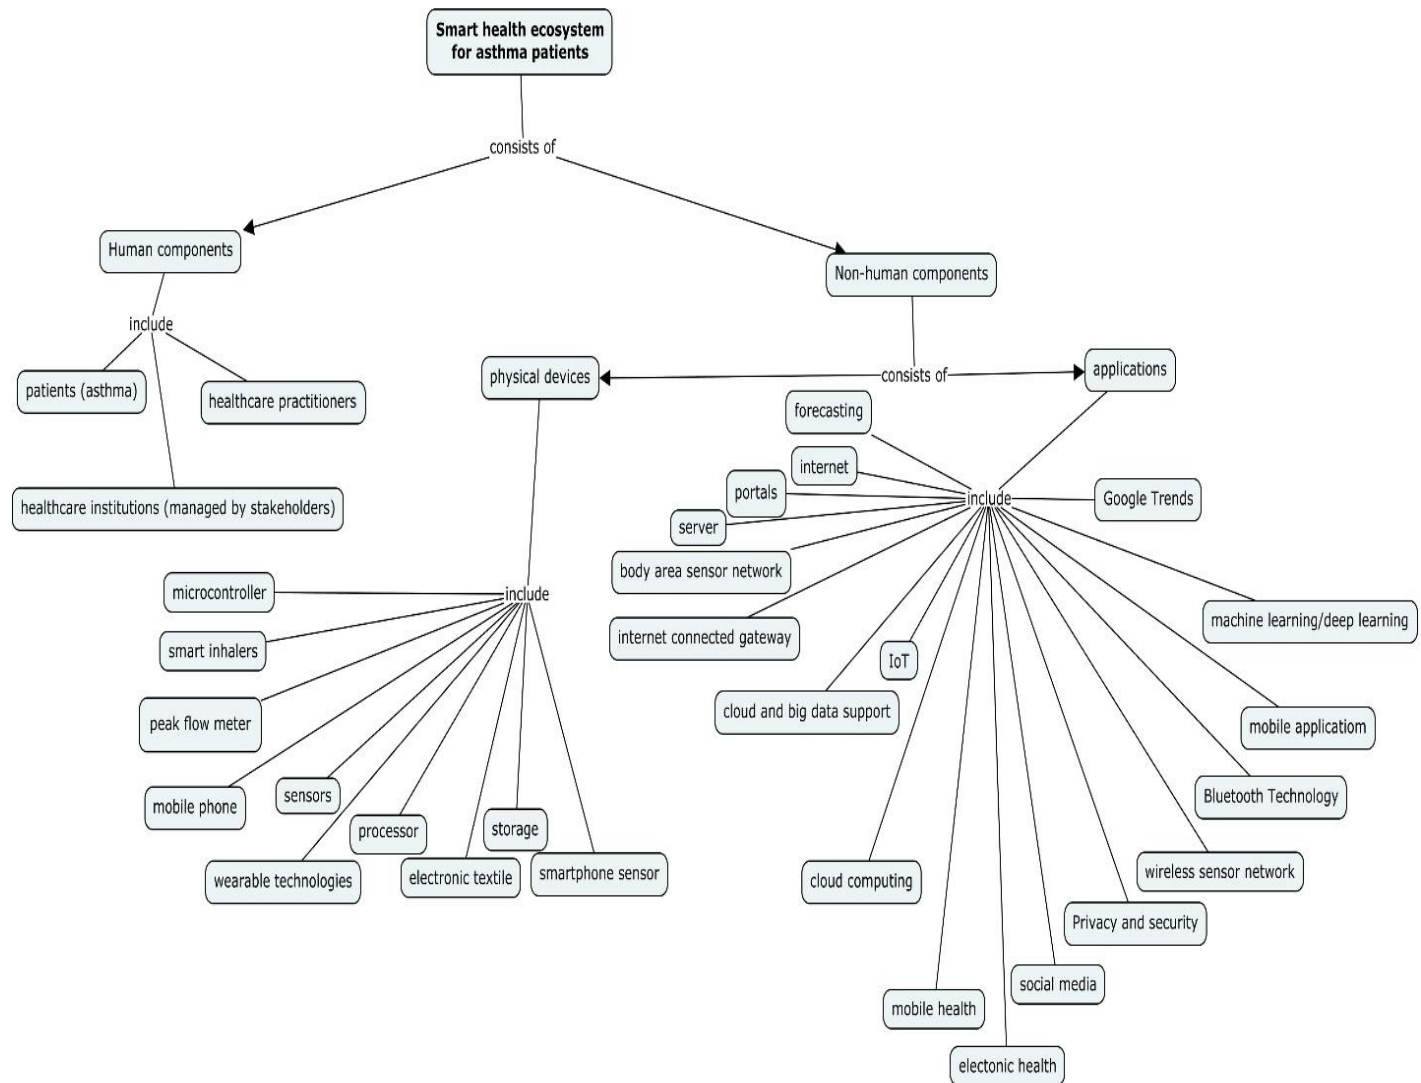 Smart health ecosystem
for asthma patients
consists of
Human components
Non-human components
include
physical devices
consists of
applications
patients (asthma)
healthcare practitioners
forecasting
internet
portals
include
Google Trends
healthcare institutions (managed by stakeholders)
server
body area sensor network
microcontroller
include
internet connected gateway
machine learning/deep learning
smart inhalers
IoT
peak flow meter
cloud and big data support
mobile applicatiom
mobile phone
sensors
Bluetooth Technology
processor
storage
wearable technologies
electronic textile
smartphone sensor
cloud computing
wireless sensor network
Privacy and security
social media
mobile health
electonic health